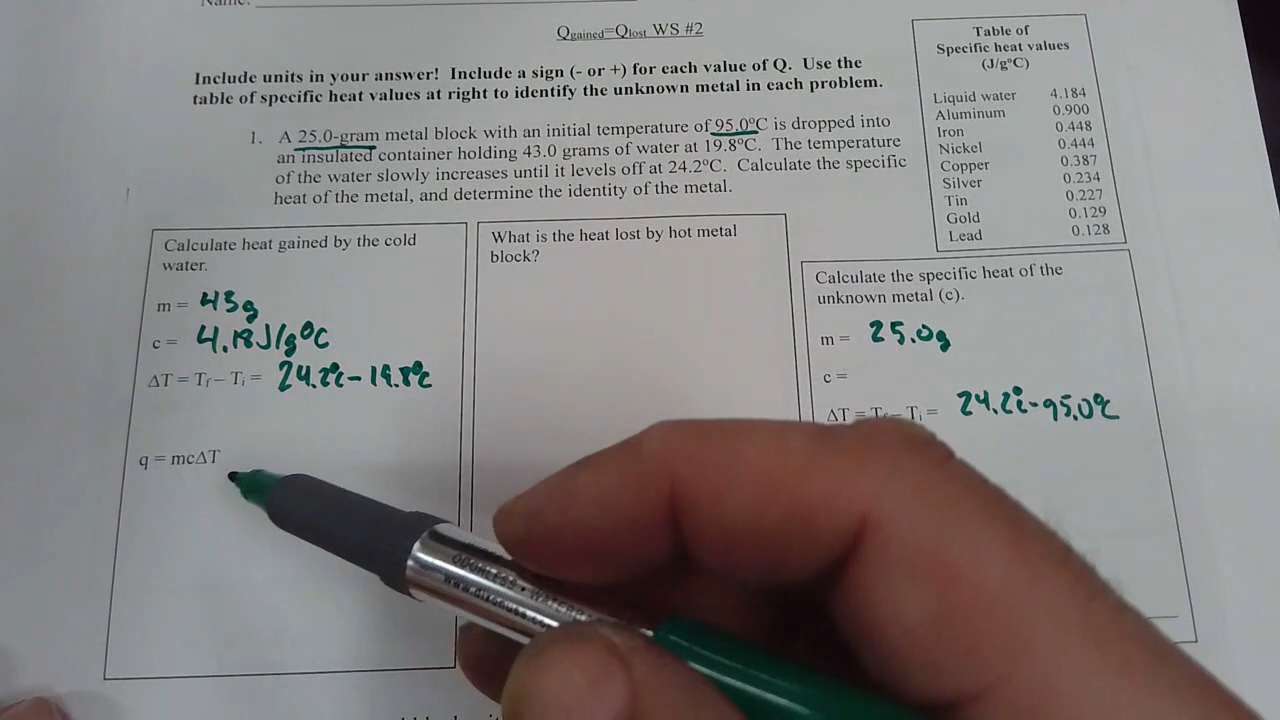 Name:
Qgained=Qlost WS #2
Include units in your answer! Include a sign (- or +) for each value of Q. Use the
table of specific heat values at right to identify the unknown metal in each problem.
1. A 25.0-gram metal block with an initial temperature of 95.0°C is dropped into
an insulated container holding 43.0 grams of water at 19.8°C. The temperature
of the water slowly increases until it levels off at 24.2°C. Calculate the specific
heat of the metal, and determine the identity of the metal.
Table of
Specific heat values
(J/g°C)
Liquid water 4.184
Aluminum 0.900
Iron 0.448
Nickel 0.444
Copper 0.387
Silver 0.234
Tin 0.227
Gold 0.129
Lead 0.128
Calculate heat gained by the cold
water.
m = 43g
c = 4.18J/g°C
ΔT = Tf – Ti = 24.2°C – 19.8°C
q = mcΔT
What is the heat lost by hot metal
block?
Calculate the specific heat of the
unknown metal (c).
m = 25.0g
c =
ΔT = Tf – Ti = 24.2°C - 95.0°C
ODORLESS •